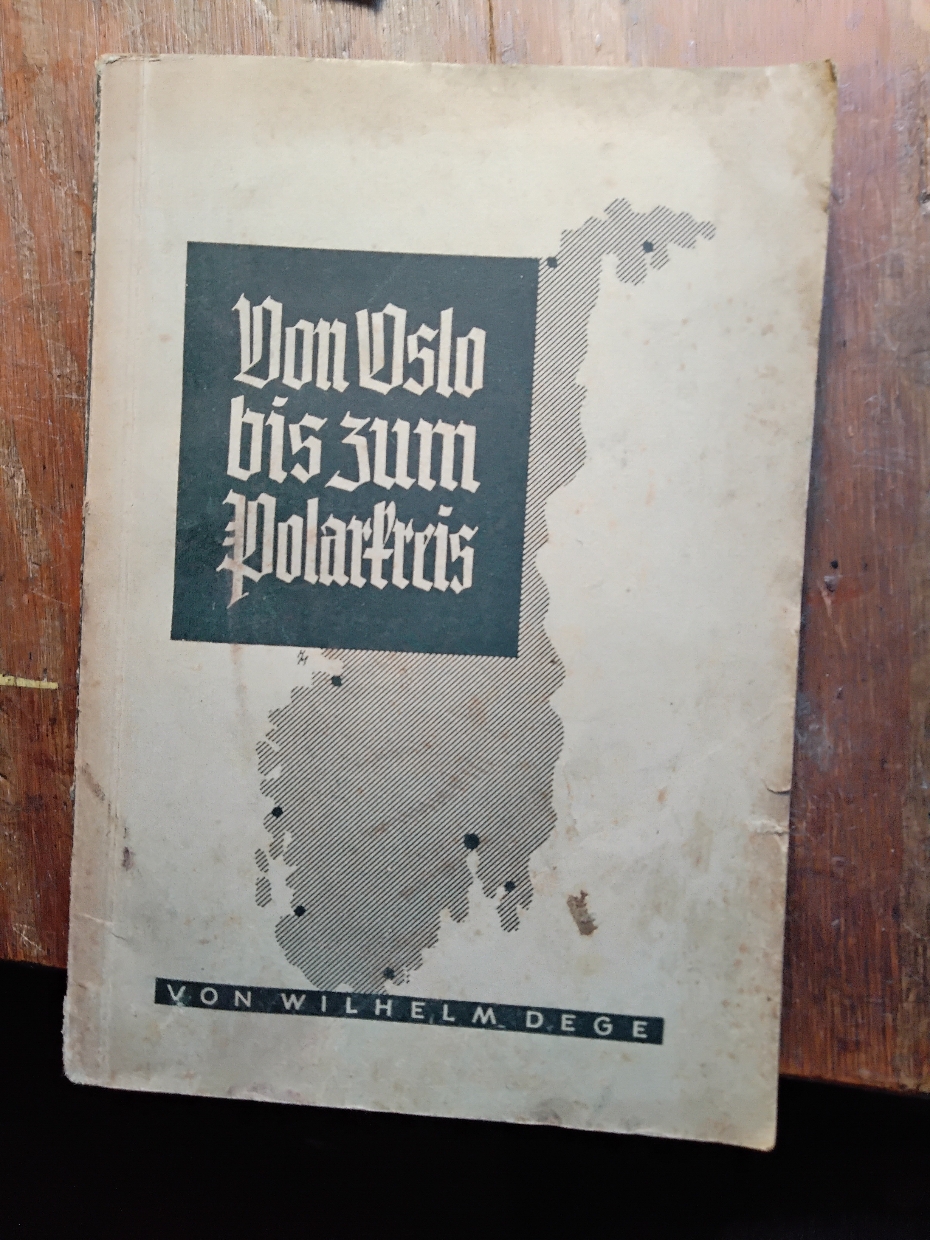 Von Oslo
bis zum
Polarkreis
VON WILHELM DEGE